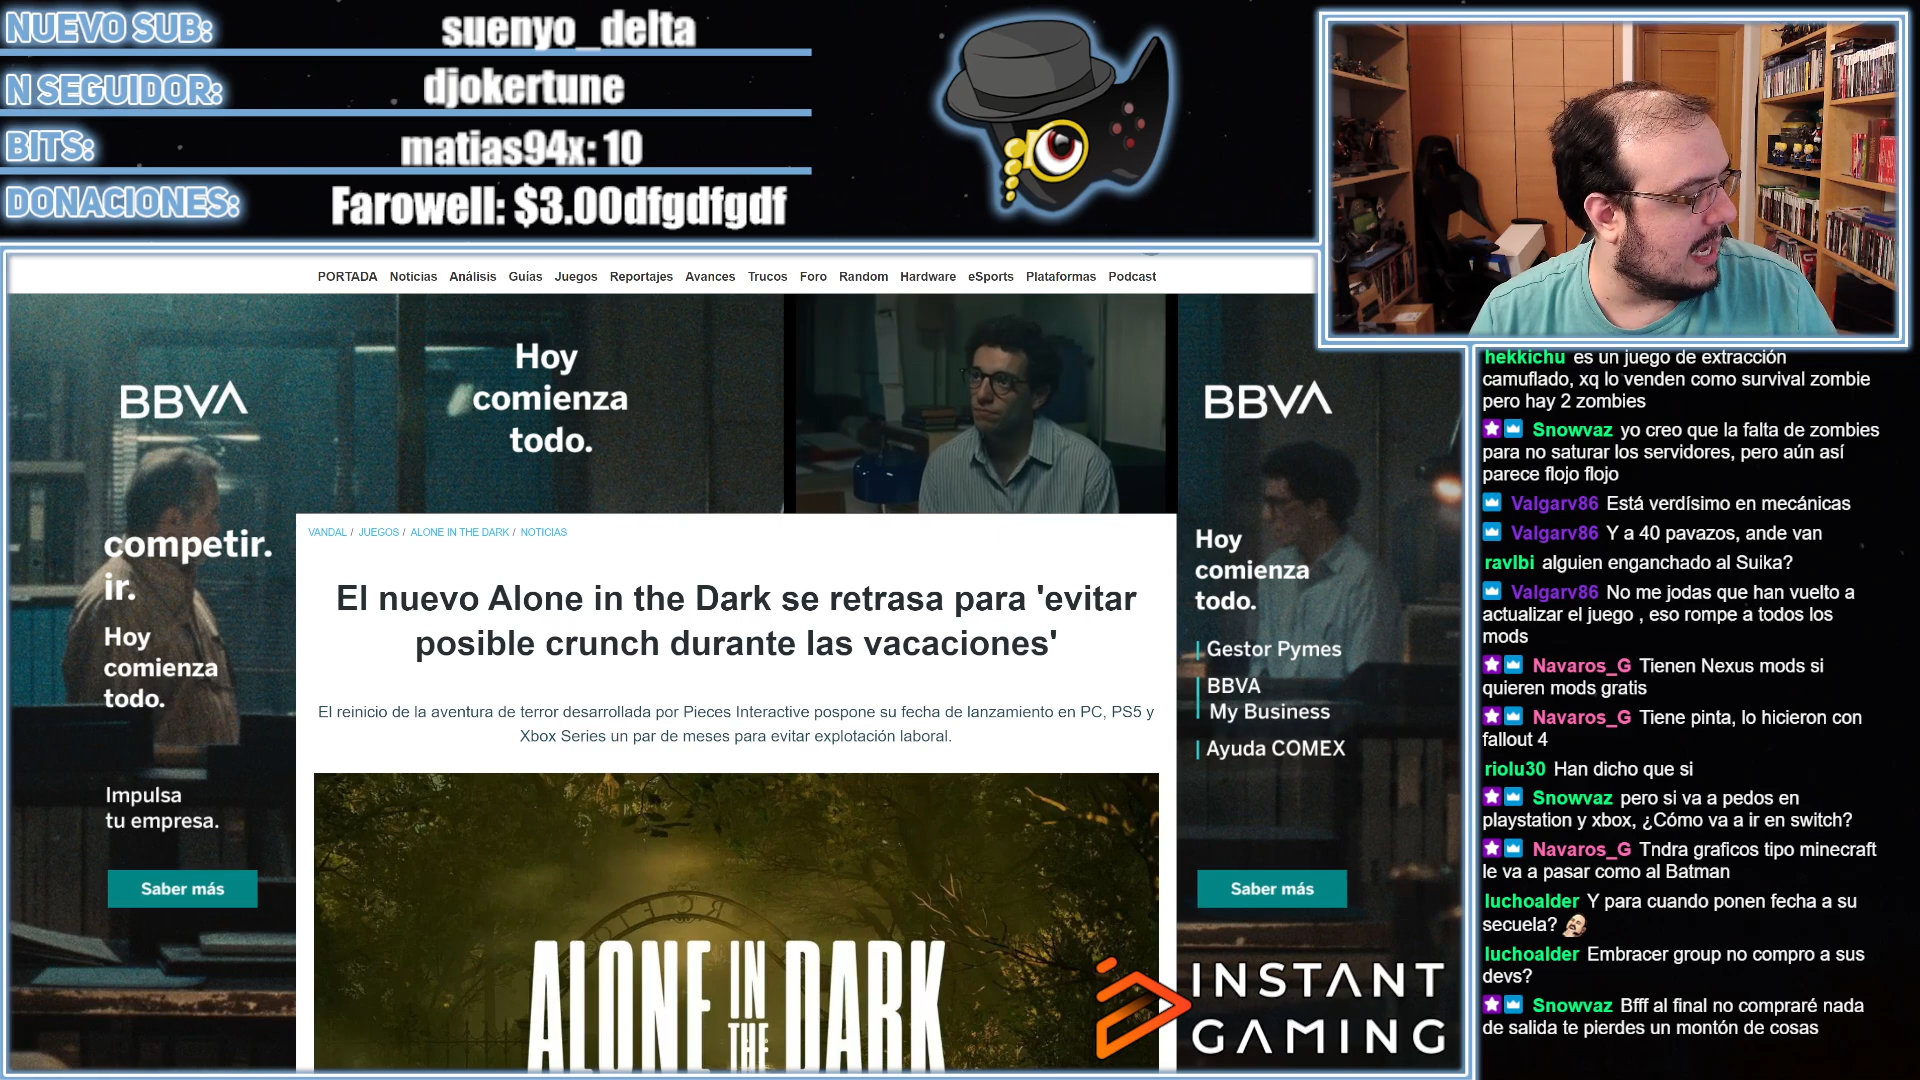 NUEVO SUB:
suenyo_delta
N SEGUIDOR:
djokertune
BITS:
matias94x: 10
DONACIONES:
Farowell: $3.00dfgdfgdf
PORTADA Noticias Análisis Guías Juegos Reportajes Avances Trucos Foro Random Hardware eSports Plataformas Podcast
BBVA
competir.
ir.
Hoy
comienza
todo.
Impulsa
tu empresa.
Saber más
Hoy
comienza
todo.
BBVA
Hoy
comienza
todo.
Gestor Pymes
BBVA
My Business
Ayuda COMEX
Saber más
VANDAL / JUEGOS / ALONE IN THE DARK / NOTICIAS
El nuevo Alone in the Dark se retrasa para 'evitar
posible crunch durante las vacaciones'
El reinicio de la aventura de terror desarrollada por Pieces Interactive pospone su fecha de lanzamiento en PC, PS5 y
Xbox Series un par de meses para evitar explotación laboral.
ALONE IN THE DARK
INSTANT
GAMING
hekkichu es un juego de extracción
camuflado, xq lo venden como survival zombie
pero hay 2 zombies
Snowvaz yo creo que la falta de zombies
para no saturar los servidores, pero aún así
parece flojo flojo
Valgarv86 Está verdísimo en mecánicas
Valgarv86 Y a 40 pavazos, ande van
ravlbi alguien enganchado al Suika?
Valgarv86 No me jodas que han vuelto a
actualizar el juego , eso rompe a todos los
mods
Navaros_G Tienen Nexus mods si
quieren mods gratis
Navaros_G Tiene pinta, lo hicieron con
fallout 4
riolu30 Han dicho que si
Snowvaz pero si va a pedos en
playstation y xbox, ¿Cómo va a ir en switch?
Navaros_G Tndra graficos tipo minecraft
le va a pasar como al Batman
luchoalder Y para cuando ponen fecha a su
secuela?
luchoalder Embracer group no compro a sus
devs?
Snowvaz Bfff al final no compraré nada
de salida te pierdes un montón de cosas